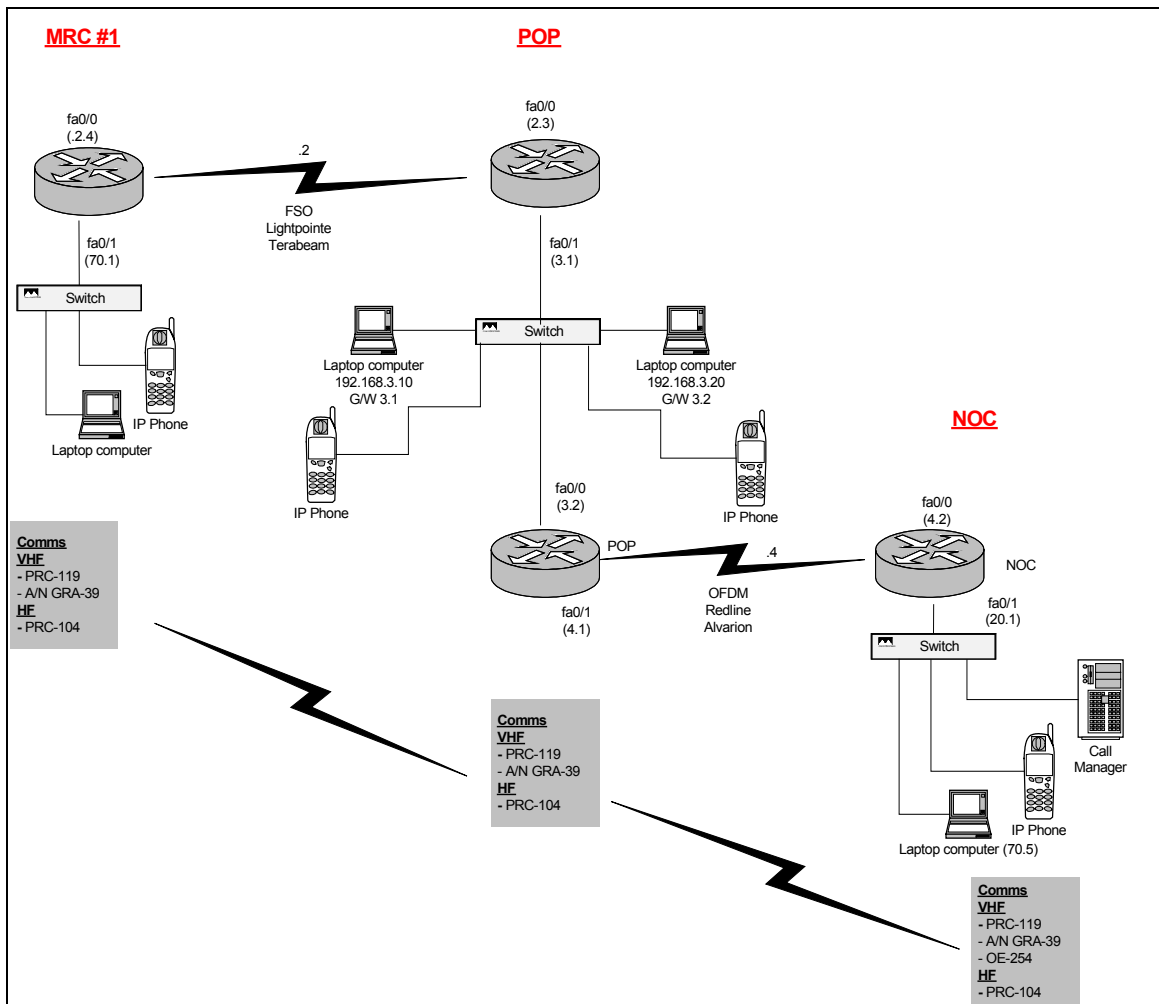 MRC #1
POP
fa0/0
(.2.4)
fa0/0
(2.3)
.2
FSO
Lightpointe
Terabeam
fa0/1
(70.1)
fa0/1
(3.1)
Switch
Switch
Laptop computer
192.168.3.10
G/W 3.1
Laptop computer
192.168.3.20
G/W 3.2
IP Phone
Laptop computer
NOC
IP Phone
IP Phone
fa0/0
(3.2)
fa0/0
(4.2)
POP
.4
NOC
OFDM
Redline
Alvarion
fa0/1
(4.1)
fa0/1
(20.1)
Switch
Comms
VHF
- PRC-119
- A/N GRA-39
HF
- PRC-104
Call
Manager
IP Phone
Laptop computer (70.5)
Comms
VHF
- PRC-119
- A/N GRA-39
HF
- PRC-104
Comms
VHF
- PRC-119
- A/N GRA-39
- OE-254
HF
- PRC-104